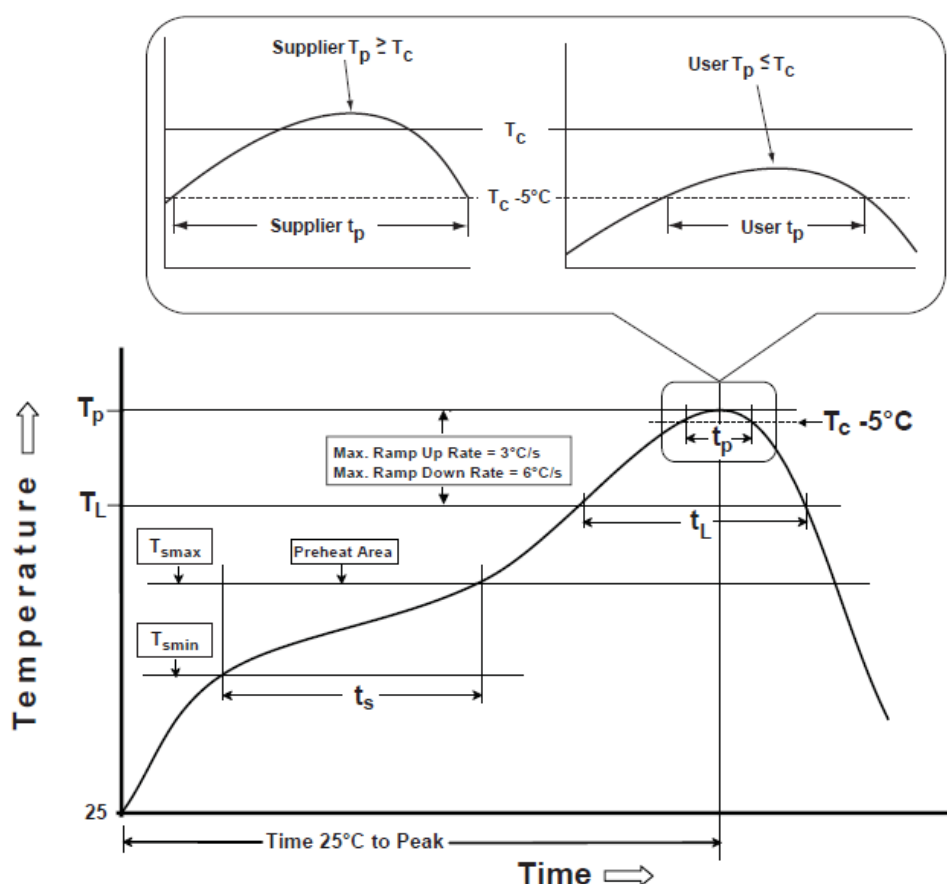 Supplier Tp ≥ Tc
User Tp ≤ Tc
Tc
Tc -5°C
Supplier tp
User tp
Tp
Tc -5°C
tp
Max. Ramp Up Rate = 3°C/s
Max. Ramp Down Rate = 6°C/s
TL
tL
Tsmax
Preheat Area
Tsmin
ts
Temperature
25
Time 25°C to Peak
Time